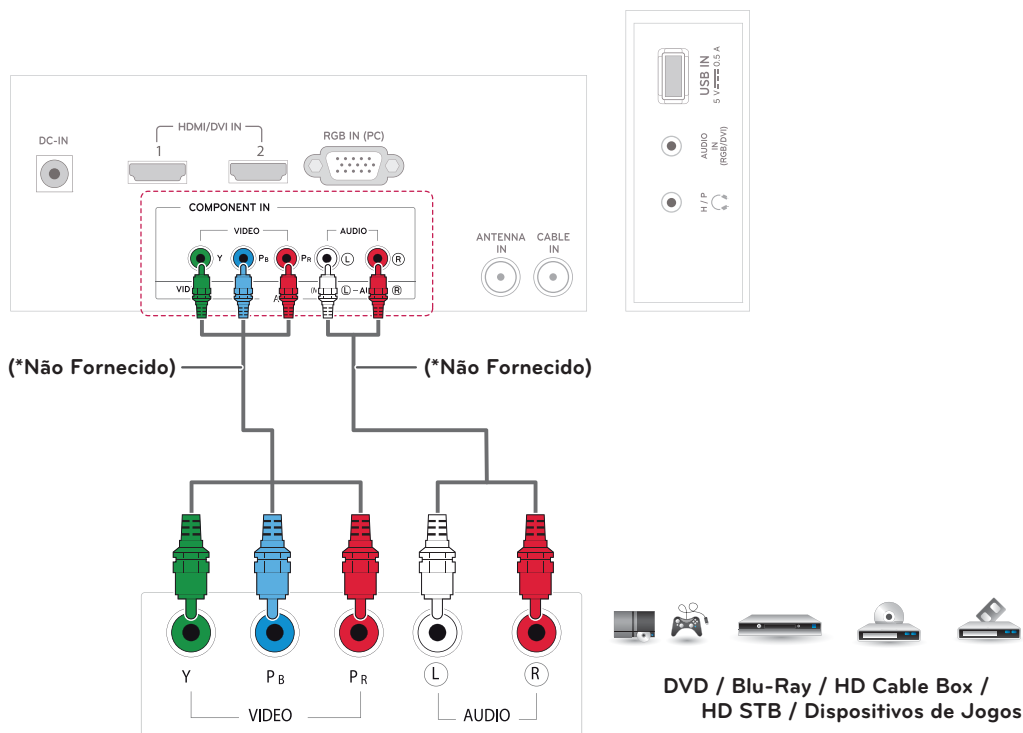 DC-IN
HDMI/DVI IN
1 2
RGB IN (PC)
COMPONENT IN
VIDEO AUDIO
Y PB PR L R
VID
L
R
ANTENNA IN
CABLE IN
USB IN
5 V 0.5 A
AUDIO
IN
(RGB/DVI)
H / P
(*Não Fornecido)
(*Não Fornecido)
Y PB PR L R
VIDEO AUDIO
DVD / Blu-Ray / HD Cable Box /
HD STB / Dispositivos de Jogos